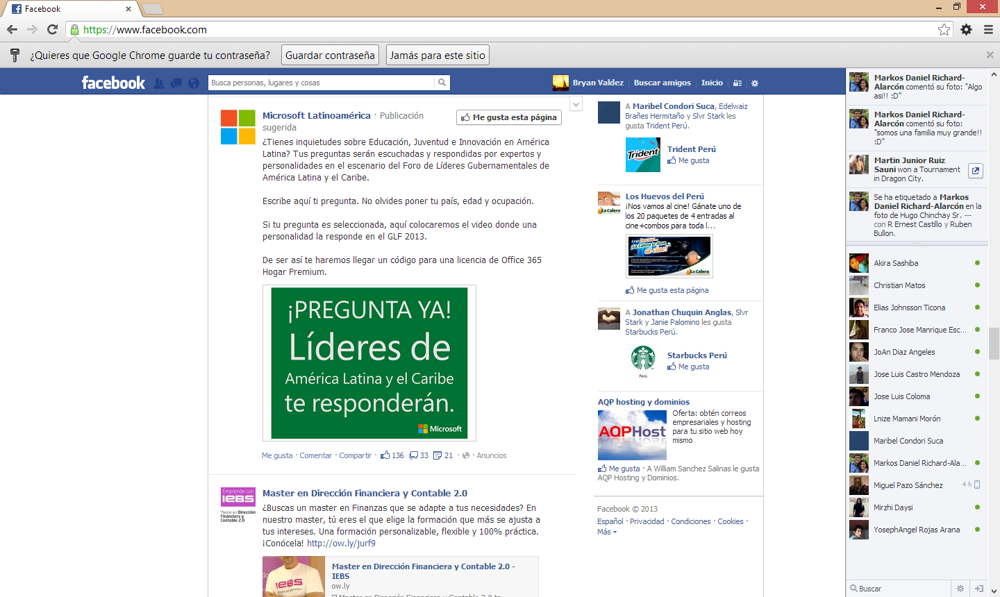 Facebook
https://www.facebook.com
¿Quieres que Google Chrome guarde tu contraseña?
Guardar contraseña
Jamás para este sitio
facebook
Busca personas, lugares y cosas
Bryan Valdez
Buscar amigos
Inicio
Microsoft Latinoamérica · Publicación
sugerida
Me gusta esta página
¿Tienes inquietudes sobre Educación, Juventud e Innovación en América
Latina? Tus preguntas serán escuchadas y respondidas por expertos y
personalidades en el escenario del Foro de Líderes Gubernamentales de
América Latina y el Caribe.
Escribe aquí ti pregunta. No olvides poner tu país, edad y ocupación.
Si tu pregunta es seleccionada, aquí colocaremos el video donde una
personalidad la responde en el GLF 2013.
De ser así te haremos llegar un código para una licencia de Office 365
Hogar Premium.
¡PREGUNTA YA!
Líderes de
América Latina y el Caribe
te responderán.
Microsoft
Me gusta · Comentar · Compartir · 136 33 21 · · Anuncios
Emprende con
IEBS
Master en Dirección
Financiera y
Contable 2.0
Master en Dirección Financiera y Contable 2.0
¿Buscas un master en Finanzas que se adapte a tus necesidades? En
nuestro master, tú eres el que elige la formación que más se ajusta a
tus intereses. Una formación personalizable, flexible y 100% práctica.
¡Conócela! http://ow.ly/jurf9
IEBS
Master en Dirección Financiera y Contable 2.0 -
IEBS
ow.ly
El Master en Dirección Financiera y Contable 2.0 te
A Maribel Condori Suca, Edelwaiz
Brañes Hermitaño y Slvr Stark les
gusta Trident Perú.
Trident
Trident Perú
Me gusta
La Calera
Los Huevos del Perú
¡Nos vamos al cine! Gánate uno de
los 20 paquetes de 4 entradas al
cine+combos para toda l...
¡La Calera te lleva
al cine!
La Calera
Me gusta esta página
A Jonathan Chuquin Anglas, Slvr
Stark y Janie Palomino les gusta
Starbucks Perú.
Perú
Starbucks Perú
Me gusta
AQP hosting y dominios
AQPHost
Oferta: obtén correos
empresariales y hosting
para tu sitio web hoy
mismo
Me gusta · A William Sanchez Salinas le gusta
AQP Hosting y Dominios.
Facebook © 2013
Español · Privacidad · Condiciones · Cookies ·
Más
Markos Daniel Richard-
Alarcón comentó su foto: "Algo
asi!! :D"
Markos Daniel Richard-
Alarcón comentó su foto:
"somos una familia muy grande!!
:D"
Martin Junior Ruiz
Sauni won a Tournament
in Dragon City.
Se ha etiquetado a Markos
Daniel Richard-Alarcón en la
foto de Hugo Chinchay Sr. —
con R Ernest Castillo y Ruben
Bullon.
Akira Sashiba
Christian Matos
Elias Johnsson Ticona
Franco Jose Manrique Esc...
JoAn Diaz Angeles
Jose Luis Castro Mendoza
Jose Luis Coloma
Lnize Mamani Morón
Maribel Condori Suca
Markos Daniel Richard-Ala...
Miguel Pazo Sánchez 4 h
Mirzhi Daysi
YosephAngel Rojas Arana
Buscar